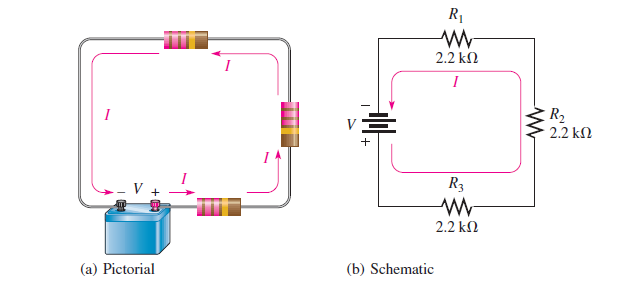 I
I
I
I
− V +
(a) Pictorial
R₁
2.2 kΩ
I
−
V
+
R₂
2.2 kΩ
R₃
2.2 kΩ
(b) Schematic